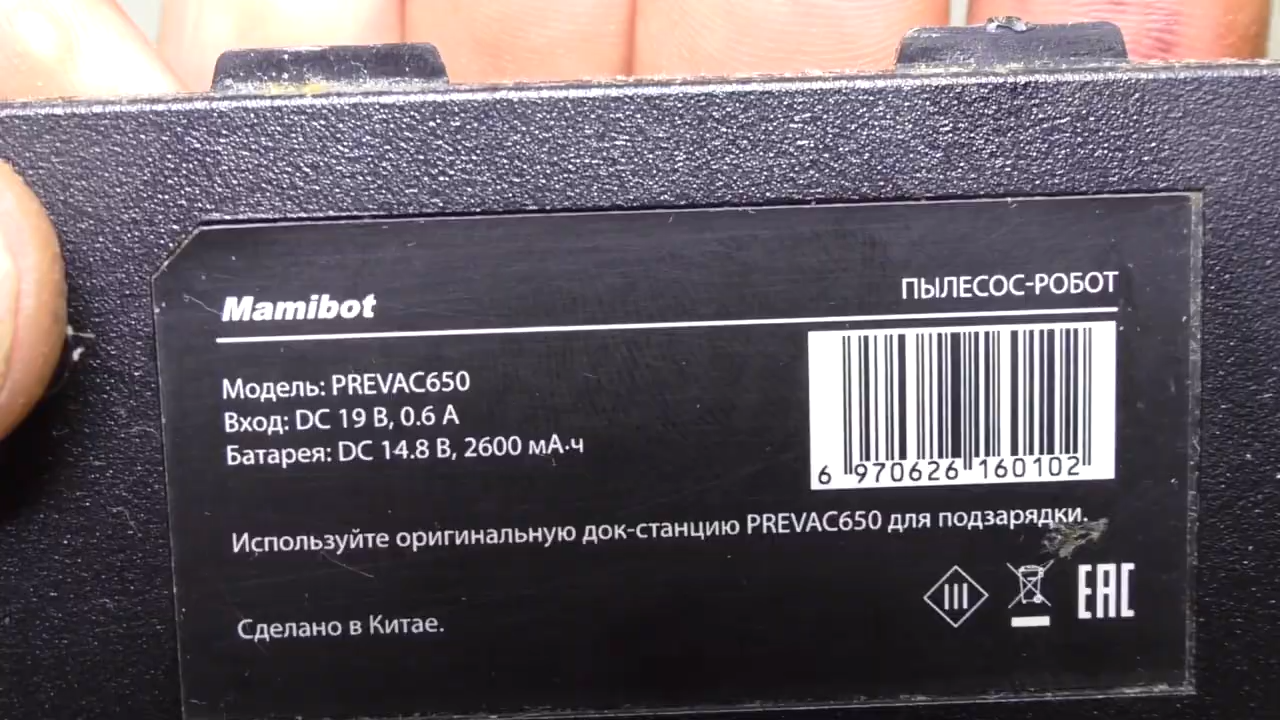 Mamibot
ПЫЛЕСОС-РОБОТ
Модель: PREVAC650
Вход: DC 19 В, 0.6 А
Батарея: DC 14.8 В, 2600 мА·ч
6 970626 160102
Используйте оригинальную док-станцию PREVAC650 для подзарядки.
III
EAC
Сделано в Китае.